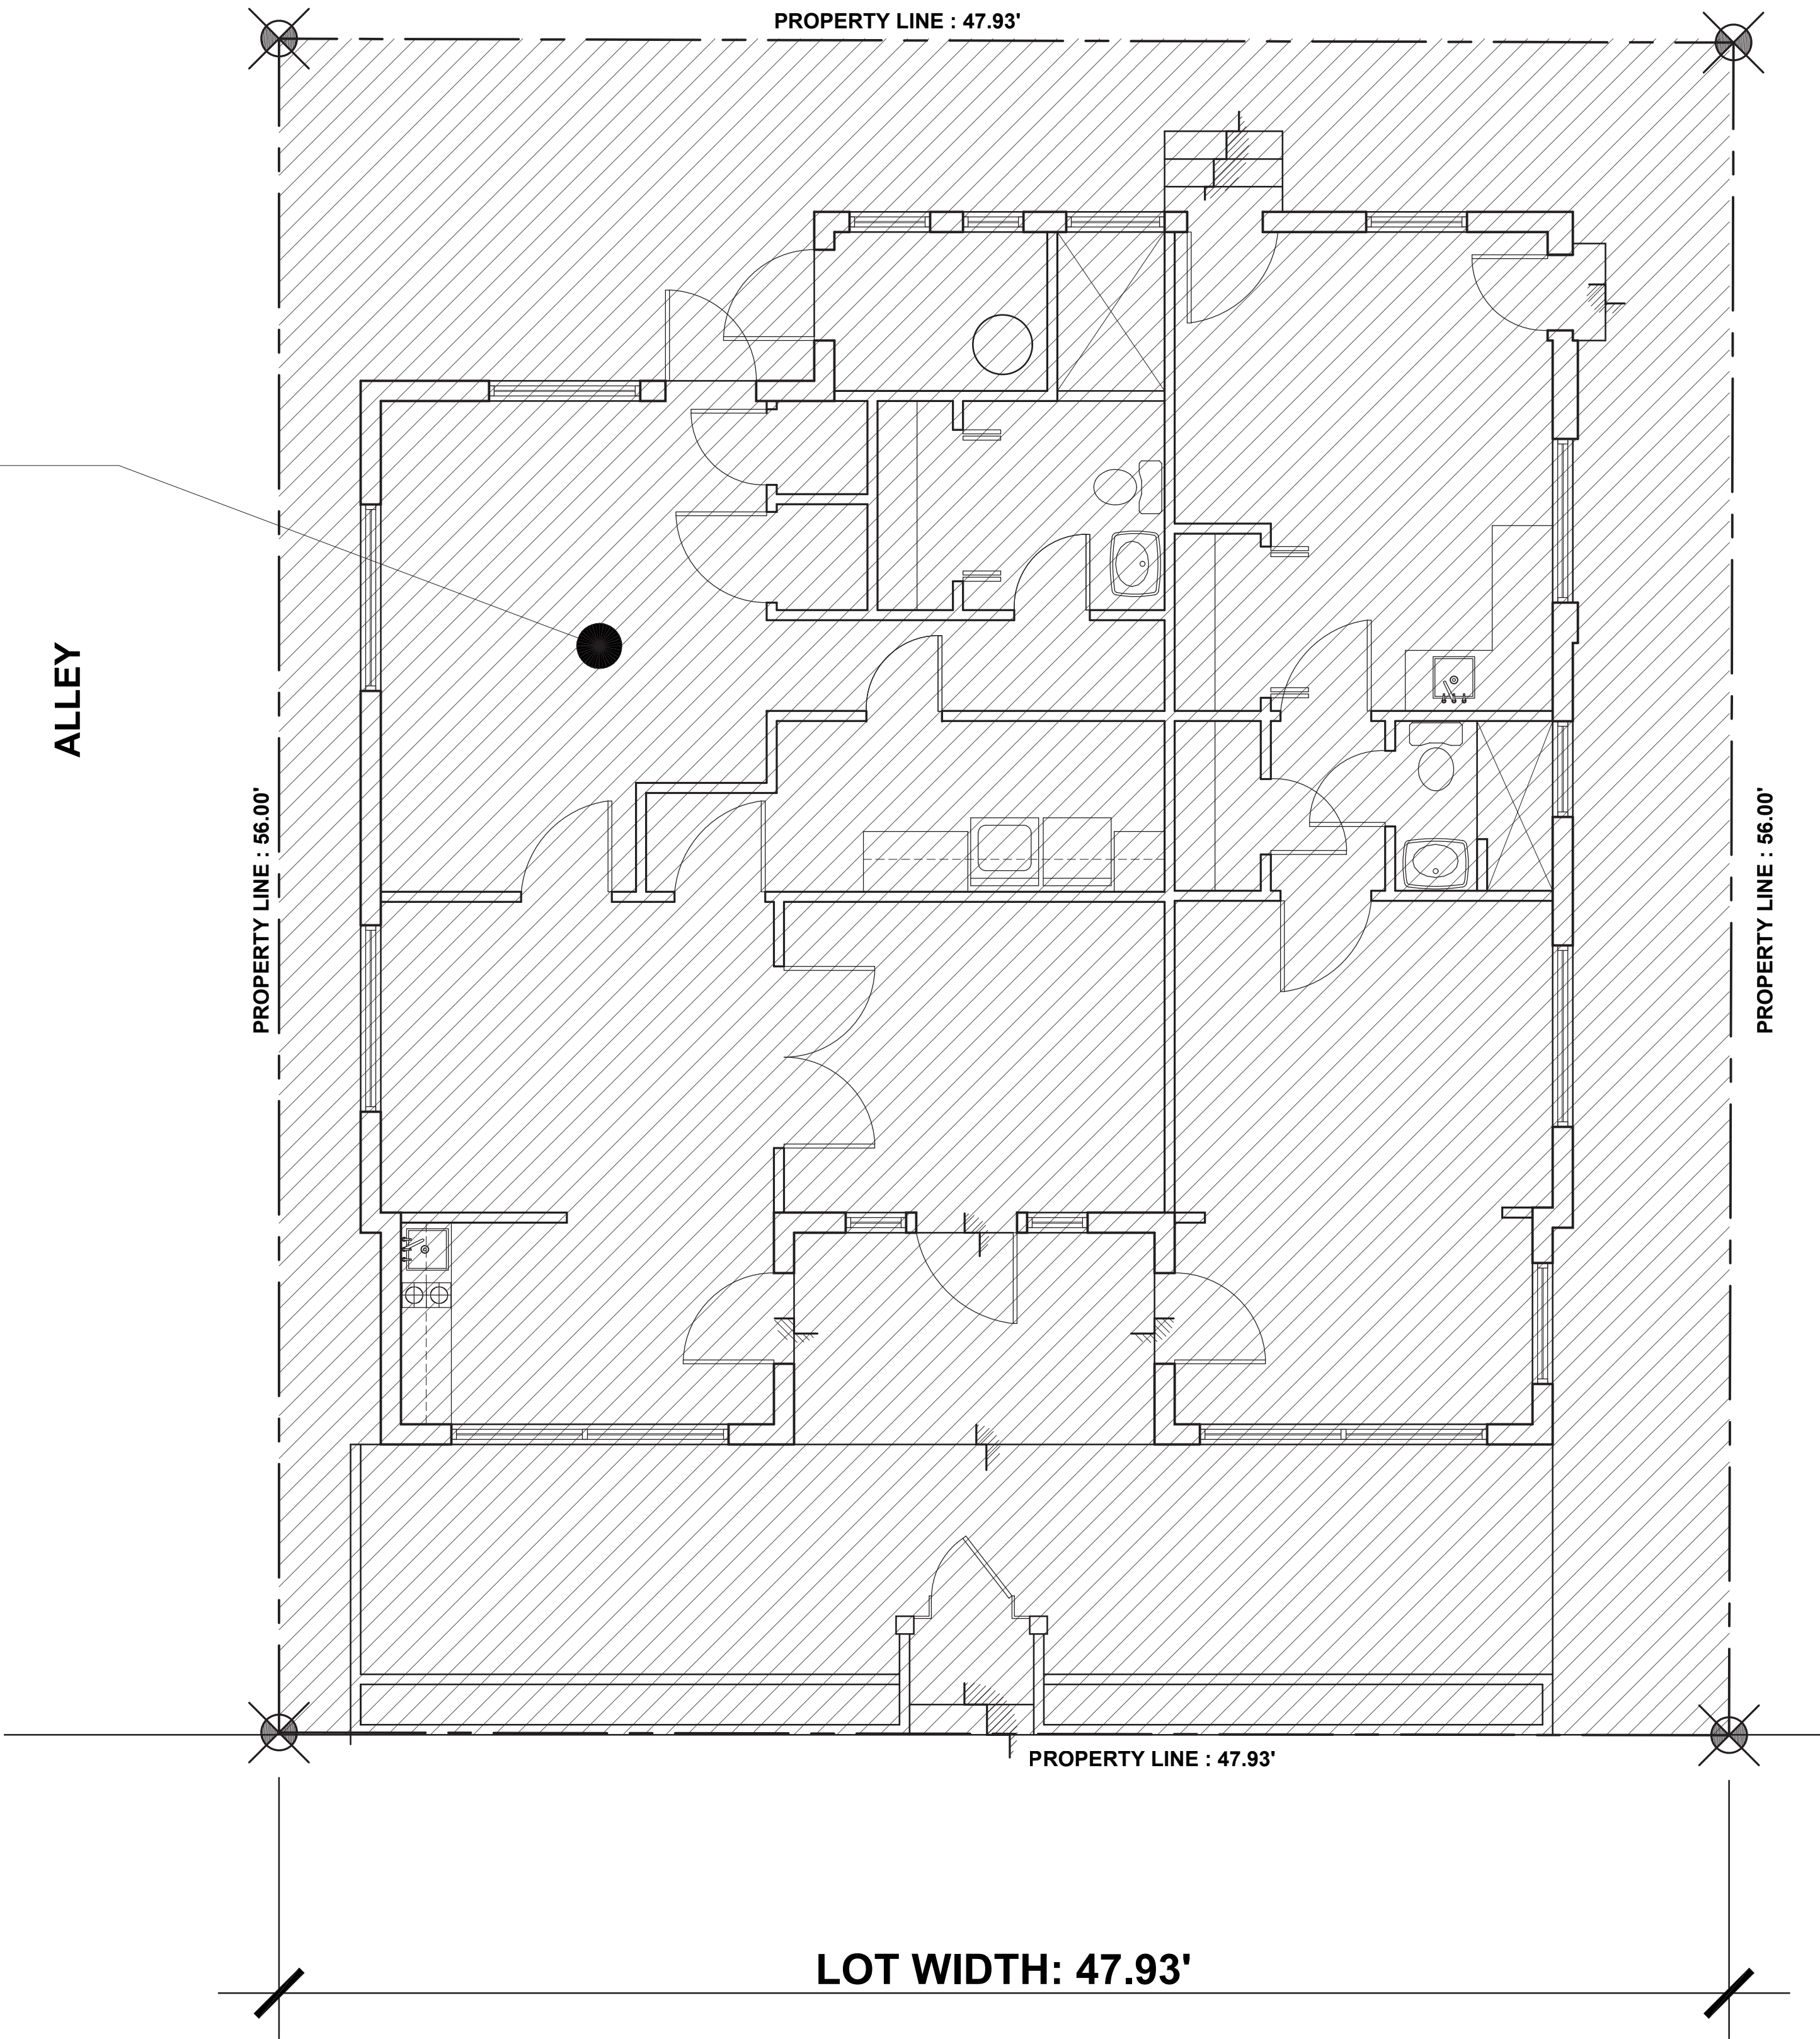 PROPERTY LINE : 47.93'
ALLEY
PROPERTY LINE : 56.00'
PROPERTY LINE : 56.00'
PROPERTY LINE : 47.93'
LOT WIDTH: 47.93'